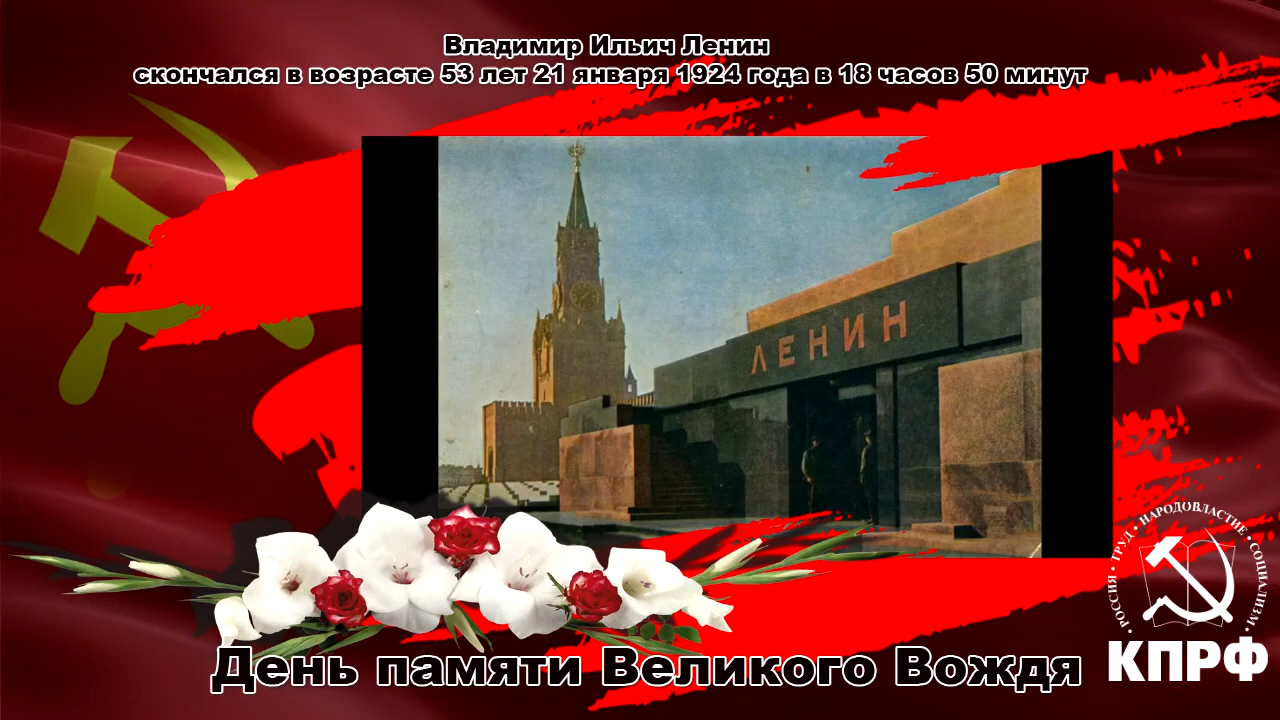 Владимир Ильич Ленин
скончался в возрасте 53 лет 21 января 1924 года в 18 часов 50 минут
ЛЕНИН
РОССИЯ • ТРУД • НАРОДОВЛАСТИЕ • СОЦИАЛИЗМ •
КПРФ
День памяти Великого Вождя